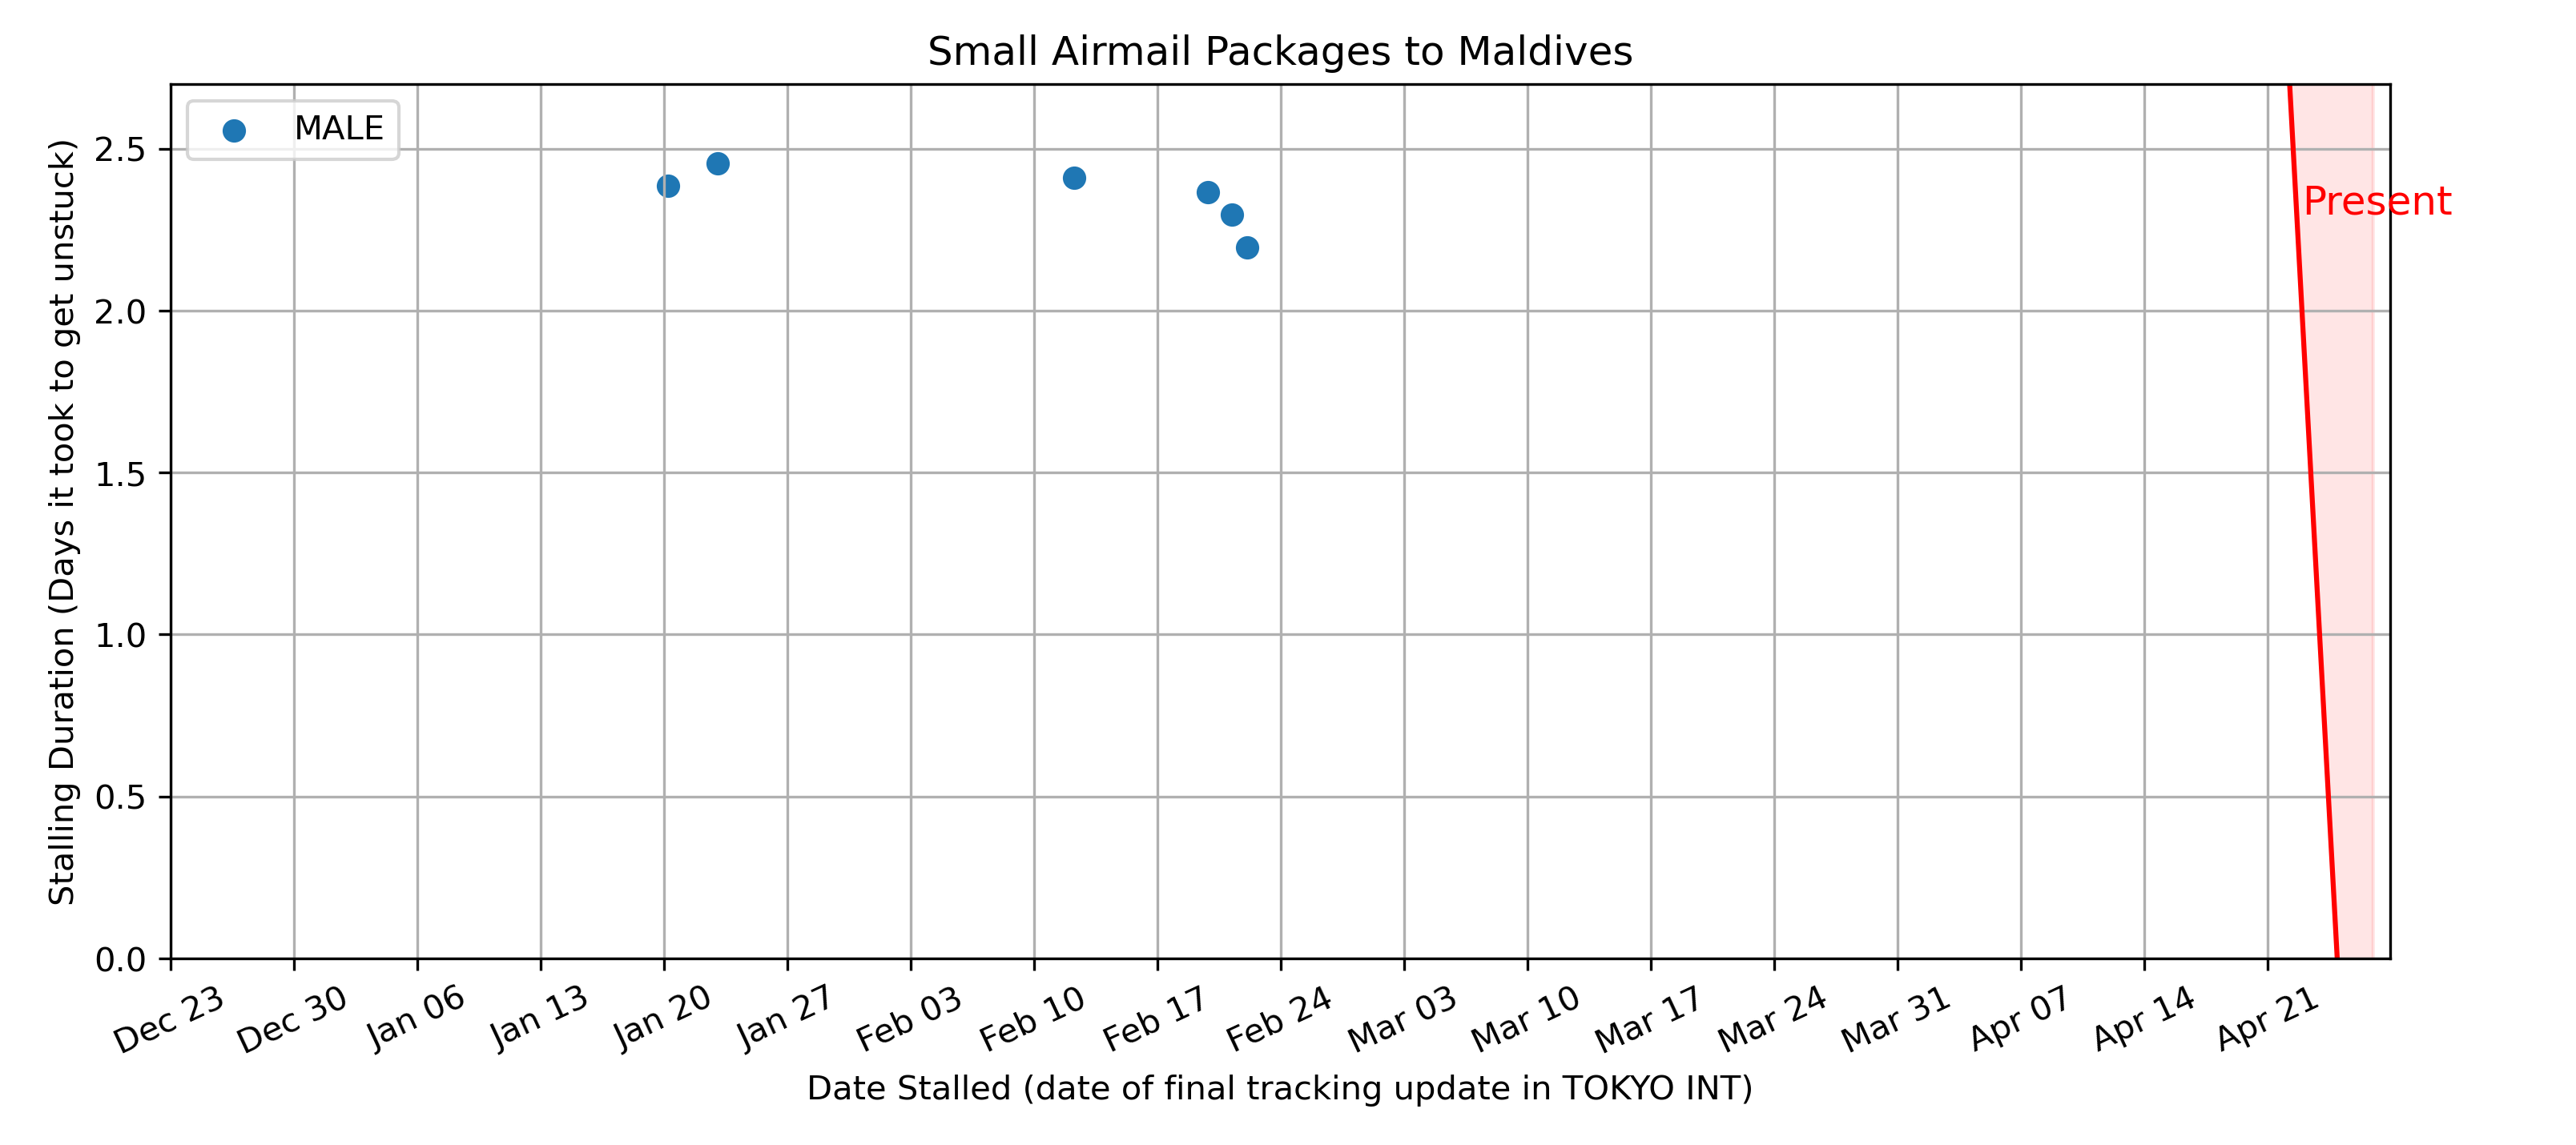 Small Airmail Packages to Maldives
MALE
Present
Stalling Duration (Days it took to get unstuck)
2.5
2.0
1.5
1.0
0.5
0.0
Dec 23
Dec 30
Jan 06
Jan 13
Jan 20
Jan 27
Feb 03
Feb 10
Feb 17
Feb 24
Mar 03
Mar 10
Mar 17
Mar 24
Mar 31
Apr 07
Apr 14
Apr 21
Date Stalled (date of final tracking update in TOKYO INT)